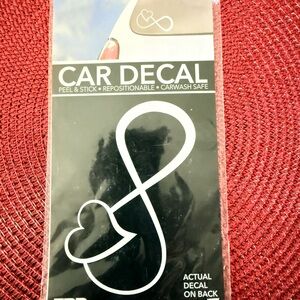 CAR DECAL
PEEL & STICK • REPOSITIONABLE • CARWASH SAFE
ACTUAL
DECAL
ON BACK